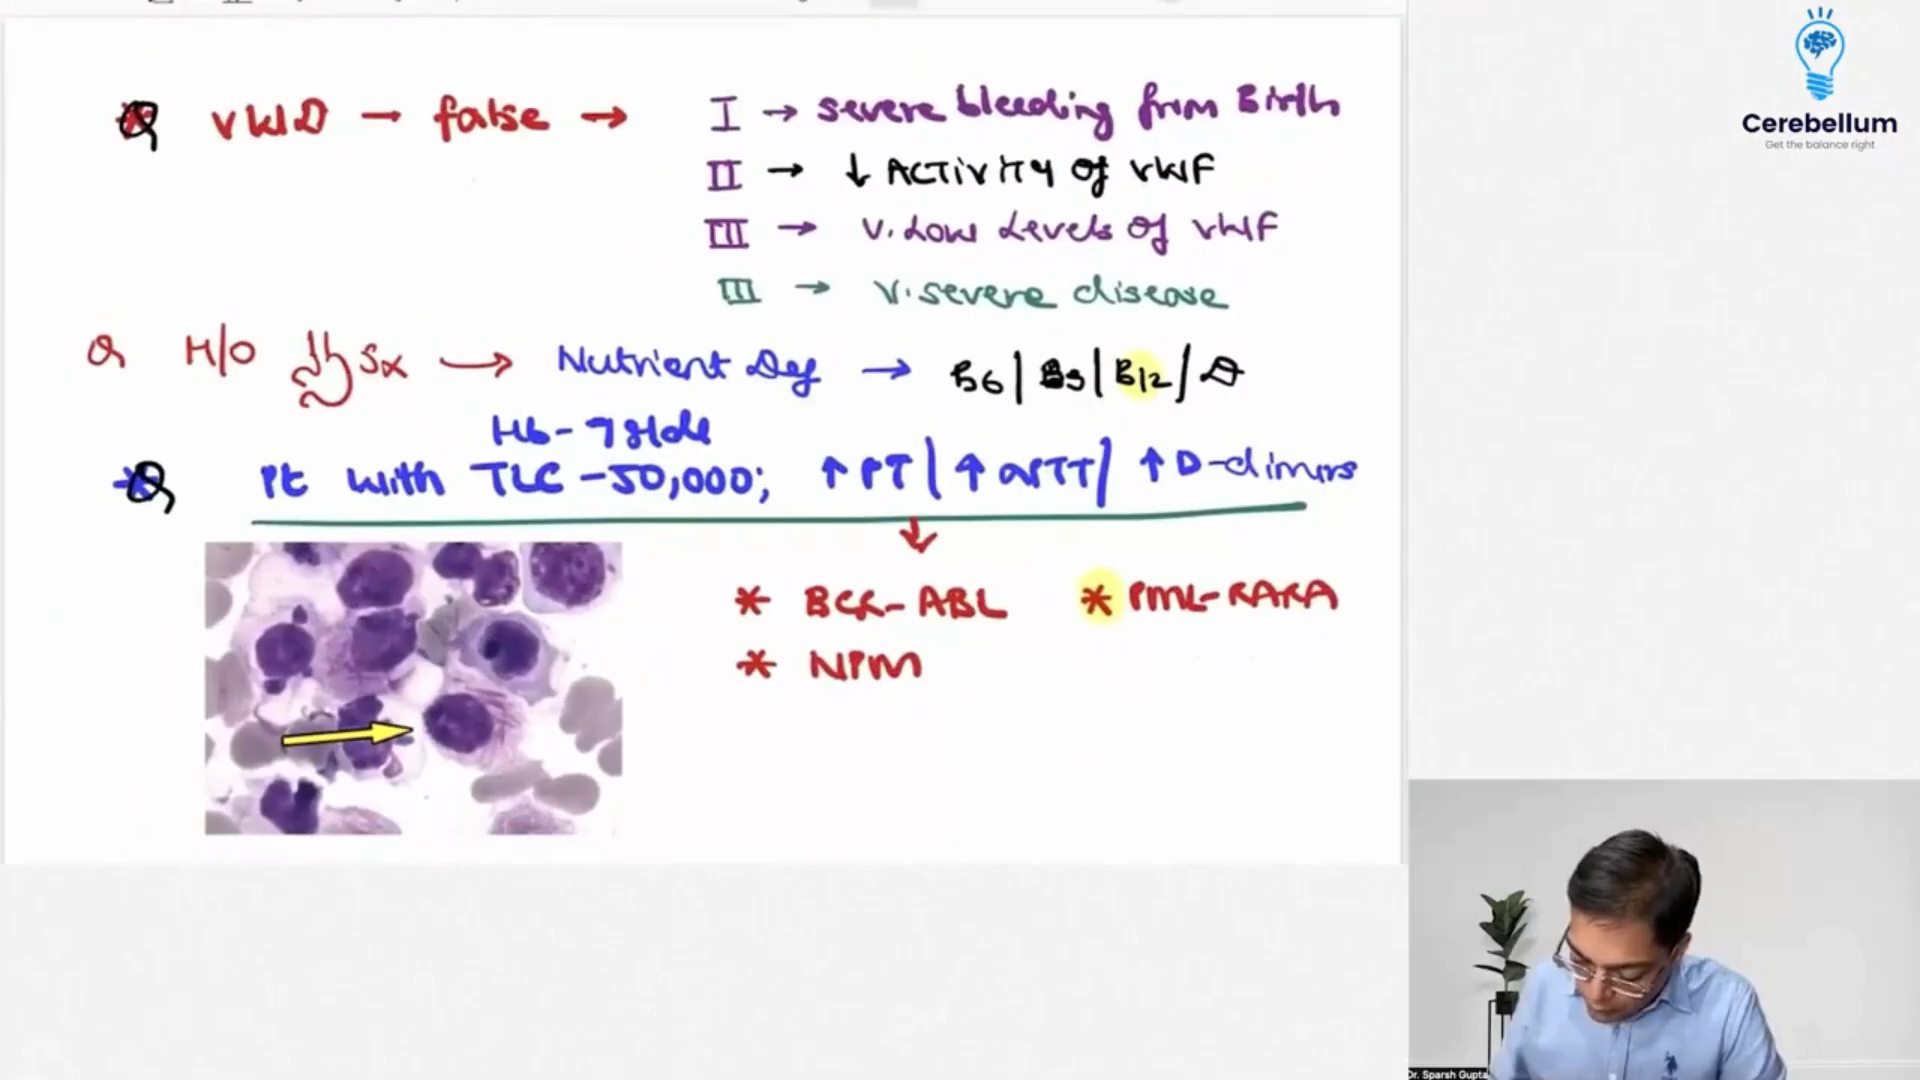 Q vWD → false → I → severe bleeding from Birth
II → ↓ ACTIVITY of vWF
III → V. Low Levels of vWF
III → V. severe disease
Q H/O Sx → Nutrient Def → B6 | B9 | B12 | D
Hb - 7 g/dl
Q Pt with TLC - 50,000; ↑ PT | ↑ aPTT | ↑ D-dimers
↓
* BCR-ABL * PML-RARA
* NPM
Cerebellum
Get the balance right
Dr. Sparsh Gupta